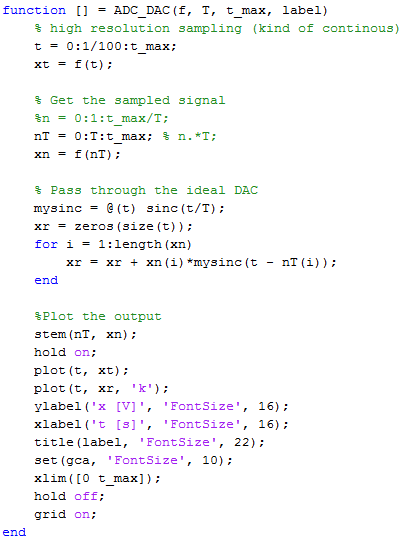 function [] = ADC_DAC(f, T, t_max, label)
% high resolution sampling (kind of continous)
t = 0:1/100:t_max;
xt = f(t);
% Get the sampled signal
%n = 0:1:t_max/T;
nT = 0:T:t_max; % n.*T;
xn = f(nT);
% Pass through the ideal DAC
mysinc = @(t) sinc(t/T);
xr = zeros(size(t));
for i = 1:length(xn)
xr = xr + xn(i)*mysinc(t - nT(i));
end
%Plot the output
stem(nT, xn);
hold on;
plot(t, xt);
plot(t, xr, 'k');
ylabel('x [V]', 'FontSize', 16);
xlabel('t [s]', 'FontSize', 16);
title(label, 'FontSize', 22);
set(gca, 'FontSize', 10);
xlim([0 t_max]);
hold off;
grid on;
end